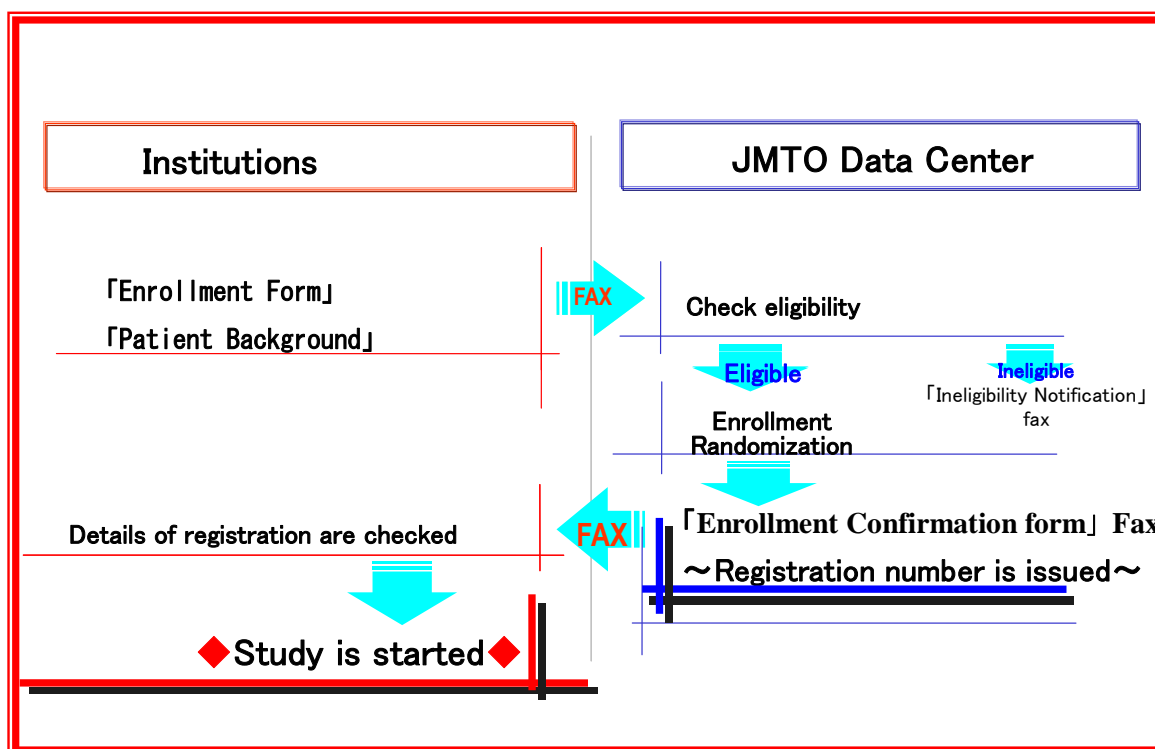 Institutions
JMTO Data Center
「Enrollment Form」
「Patient Background」
FAX
Check eligibility
Eligible
Ineligible
「Ineligibility Notification」
fax
Enrollment
Randomization
「Enrollment Confirmation form」 Fax
～Registration number is issued～
FAX
Details of registration are checked
◆Study is started◆